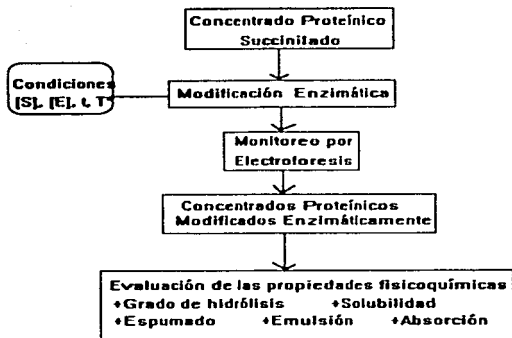 Concentrado Proteínico
Succinilado
Condiciones
[S], [E], t, T
Modificación Enzimática
Monitoreo por
Electroforesis
Concentrados Proteínicos
Modificados Enzimáticamente
Evaluación de las propiedades fisicoquímicas
+Grado de hidrólisis +Solubilidad
+Espumado +Emulsión +Absorción